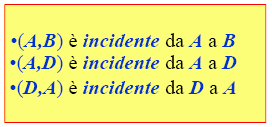 •(A,B) è incidente da A a B
•(A,D) è incidente da A a D
•(D,A) è incidente da D a A